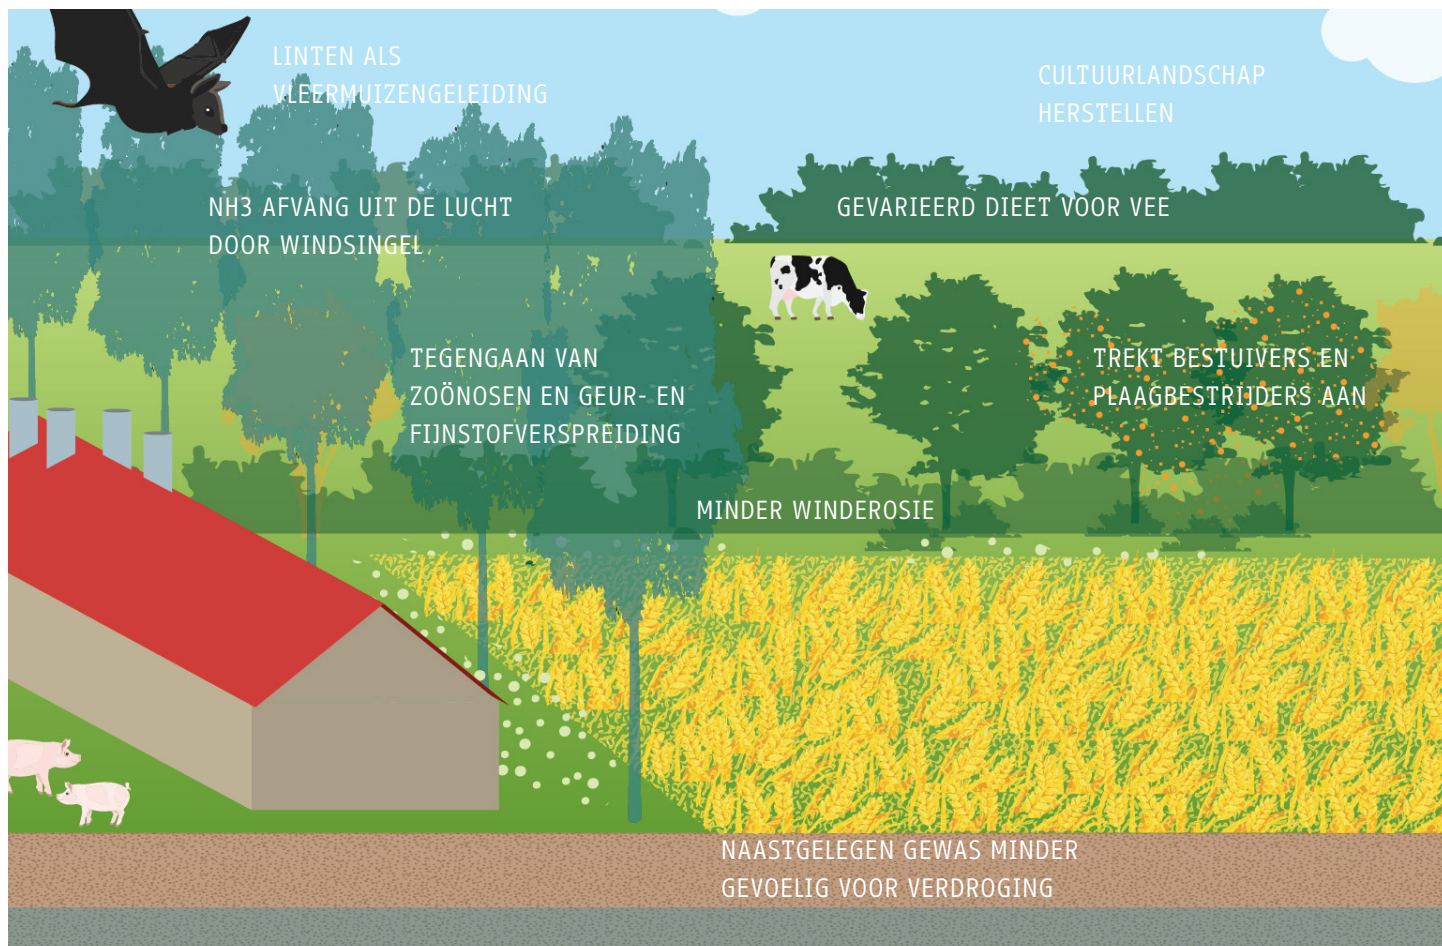 LINTEN ALS
VLEERMUIZENGELEIDING
CULTUURLANDSCHAP
HERSTELLEN
NH3 AFVANG UIT DE LUCHT
DOOR WINDSINGEL
GEVARIEERD DIEET VOOR VEE
TEGENGAAN VAN
ZOÖNOSEN EN GEUR- EN
FIJNSTOFVERSPREIDING
TREKT BESTUIVERS EN
PLAAGBESTRIJDERS AAN
MINDER WINDEROSIE
NAASTGELEGEN GEWAS MINDER
GEVOELIG VOOR VERDROGING